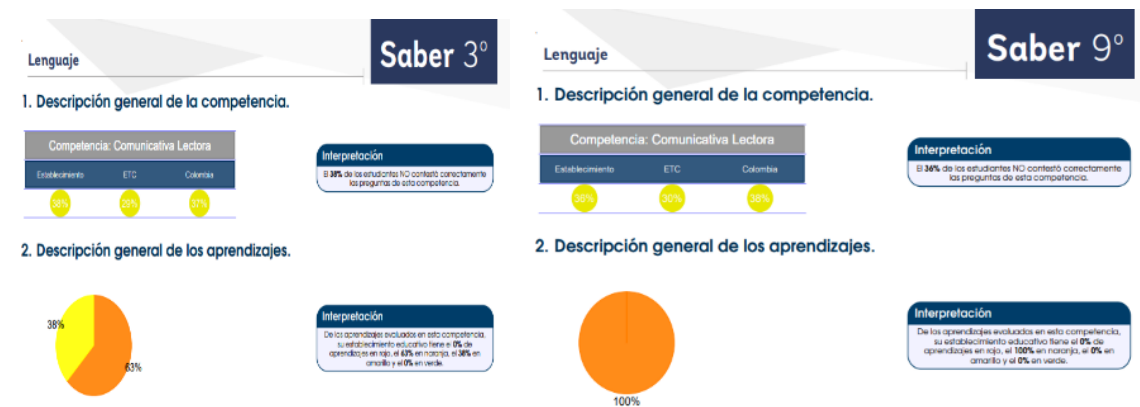 Lenguaje
Saber 3°
1. Descripción general de la competencia.
Competencia: Comunicativa Lectora
Establecimiento ETC Colombia
38% 29% 37%
Interpretación
El 38% de los estudiantes NO contestó correctamente
las preguntas de esta competencia.
2. Descripción general de los aprendizajes.
38%
63%
Interpretación
De los aprendizajes evaluados en esta competencia,
su establecimiento educativo tiene el 0% de
aprendizajes en rojo, el 63% en naranja, el 38% en
amarillo y el 0% en verde.
Lenguaje
Saber 9°
1. Descripción general de la competencia.
Competencia: Comunicativa Lectora
Establecimiento ETC Colombia
36% 30% 38%
Interpretación
El 36% de los estudiantes NO contestó correctamente
las preguntas de esta competencia.
2. Descripción general de los aprendizajes.
100%
Interpretación
De los aprendizajes evaluados en esta competencia,
su establecimiento educativo tiene el 0% de
aprendizajes en rojo, el 100% en naranja, el 0% en
amarillo y el 0% en verde.